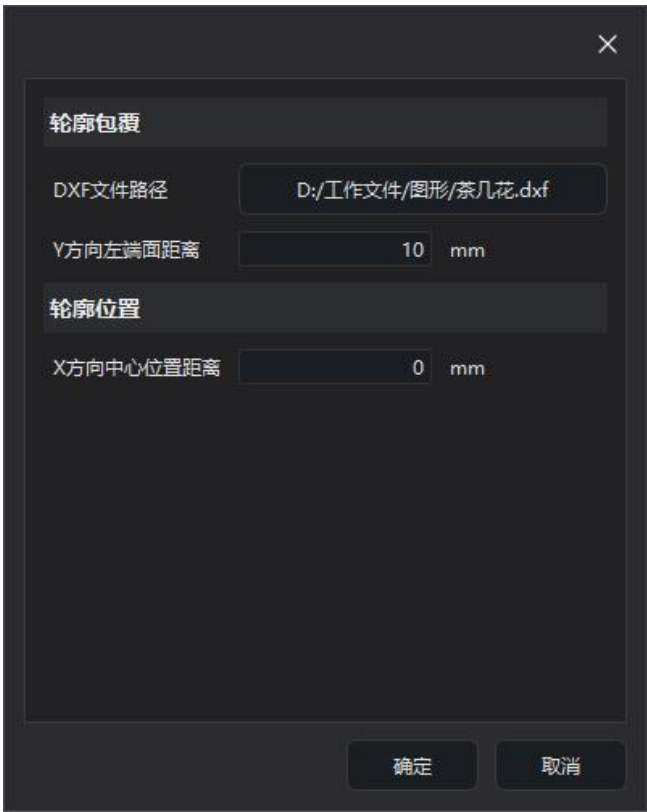 轮廓包覆
DXF文件路径 D:/工作文件/图形/茶几花.dxf
Y方向左端面距离 10 mm
轮廓位置
X方向中心位置距离 0 mm
确定 取消